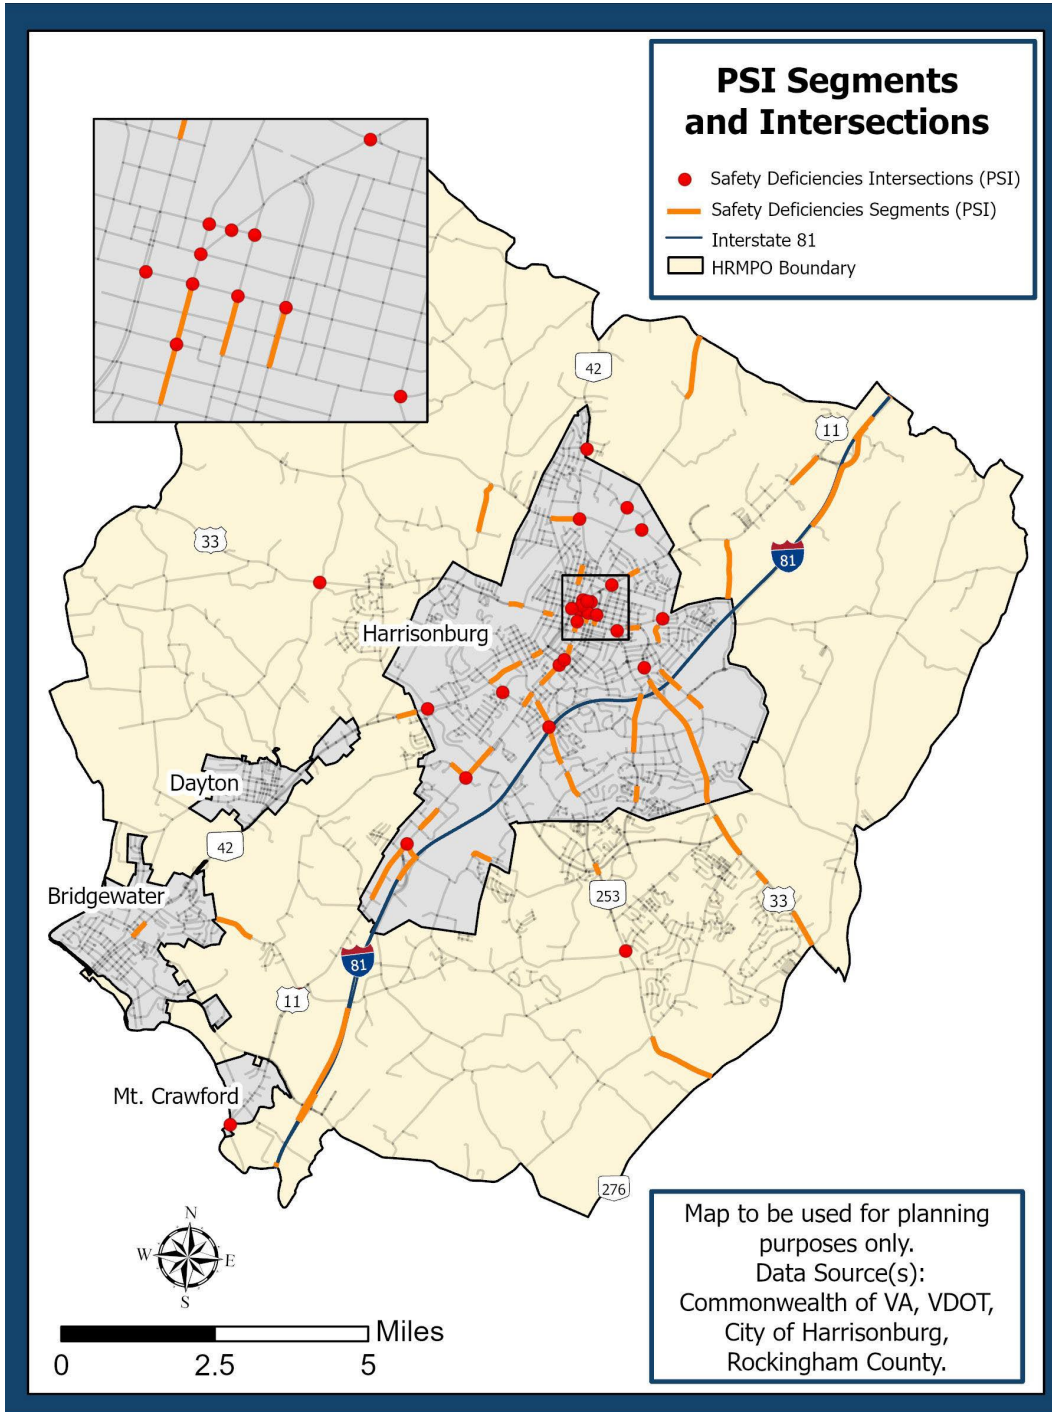 PSI Segments
and Intersections
Safety Deficiencies Intersections (PSI)
Safety Deficiencies Segments (PSI)
Interstate 81
HRMPO Boundary
42
11
33
81
Harrisonburg
Dayton
42
Bridgewater
253
33
81
11
Mt. Crawford
276
N
W
E
S
Miles
0
2.5
5
Map to be used for planning
purposes only.
Data Source(s):
Commonwealth of VA, VDOT,
City of Harrisonburg,
Rockingham County.